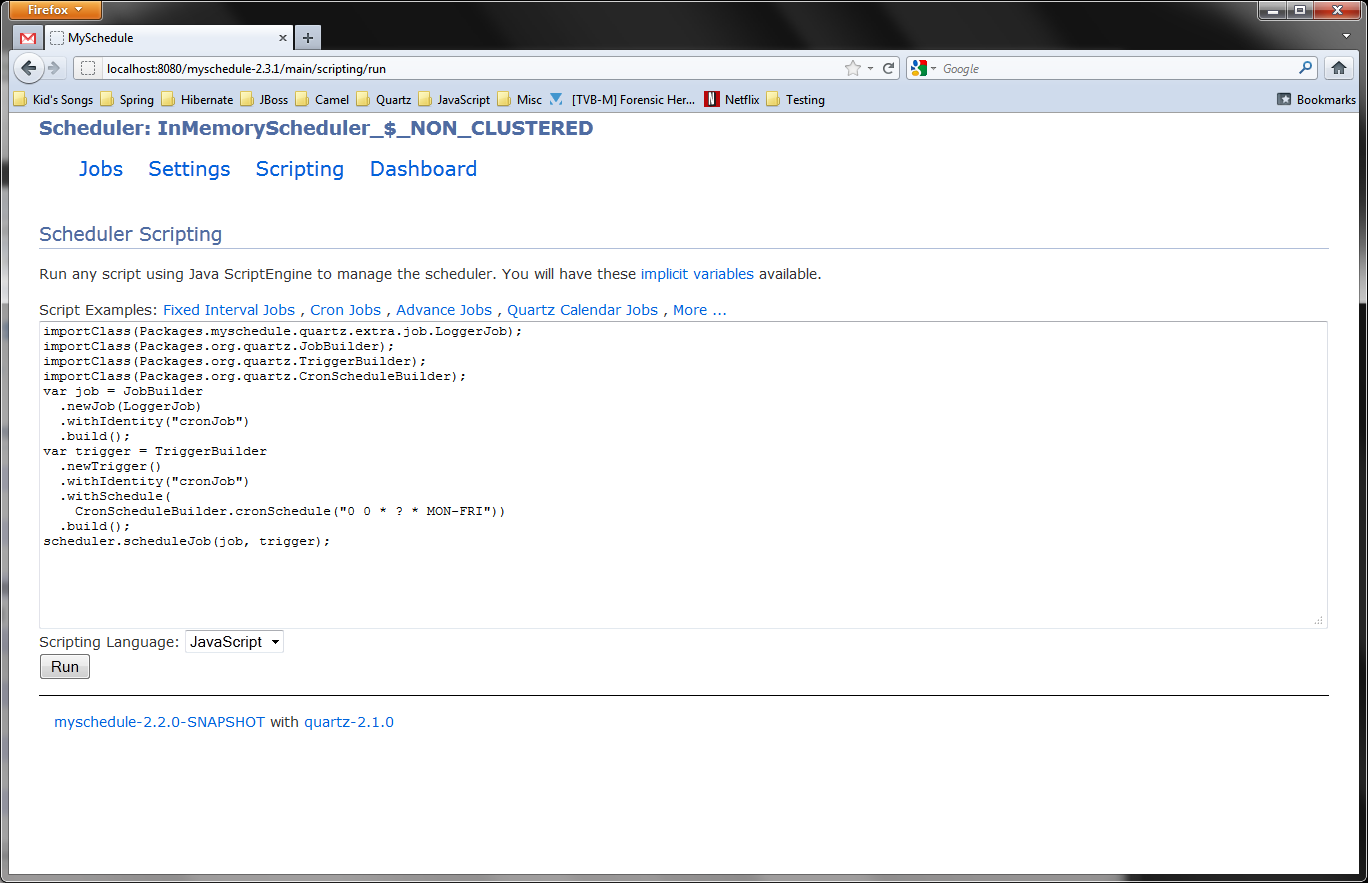 Firefox
MySchedule
localhost:8080/myschedule-2.3.1/main/scripting/run
Google
Kid's Songs Spring Hibernate JBoss Camel Quartz JavaScript Misc [TVB-M] Forensic Her... Netflix Testing Bookmarks
Scheduler: InMemoryScheduler_$_NON_CLUSTERED
Jobs Settings Scripting Dashboard
Scheduler Scripting
Run any script using Java ScriptEngine to manage the scheduler. You will have these implicit variables available.
Script Examples: Fixed Interval Jobs , Cron Jobs , Advance Jobs , Quartz Calendar Jobs , More ...
importClass(Packages.myschedule.quartz.extra.job.LoggerJob);
importClass(Packages.org.quartz.JobBuilder);
importClass(Packages.org.quartz.TriggerBuilder);
importClass(Packages.org.quartz.CronScheduleBuilder);
var job = JobBuilder
  .newJob(LoggerJob)
  .withIdentity("cronJob")
  .build();
var trigger = TriggerBuilder
  .newTrigger()
  .withIdentity("cronJob")
  .withSchedule(
    CronScheduleBuilder.cronSchedule("0 0 * ? * MON-FRI"))
  .build();
scheduler.scheduleJob(job, trigger);
Scripting Language: JavaScript
Run
myschedule-2.2.0-SNAPSHOT with quartz-2.1.0